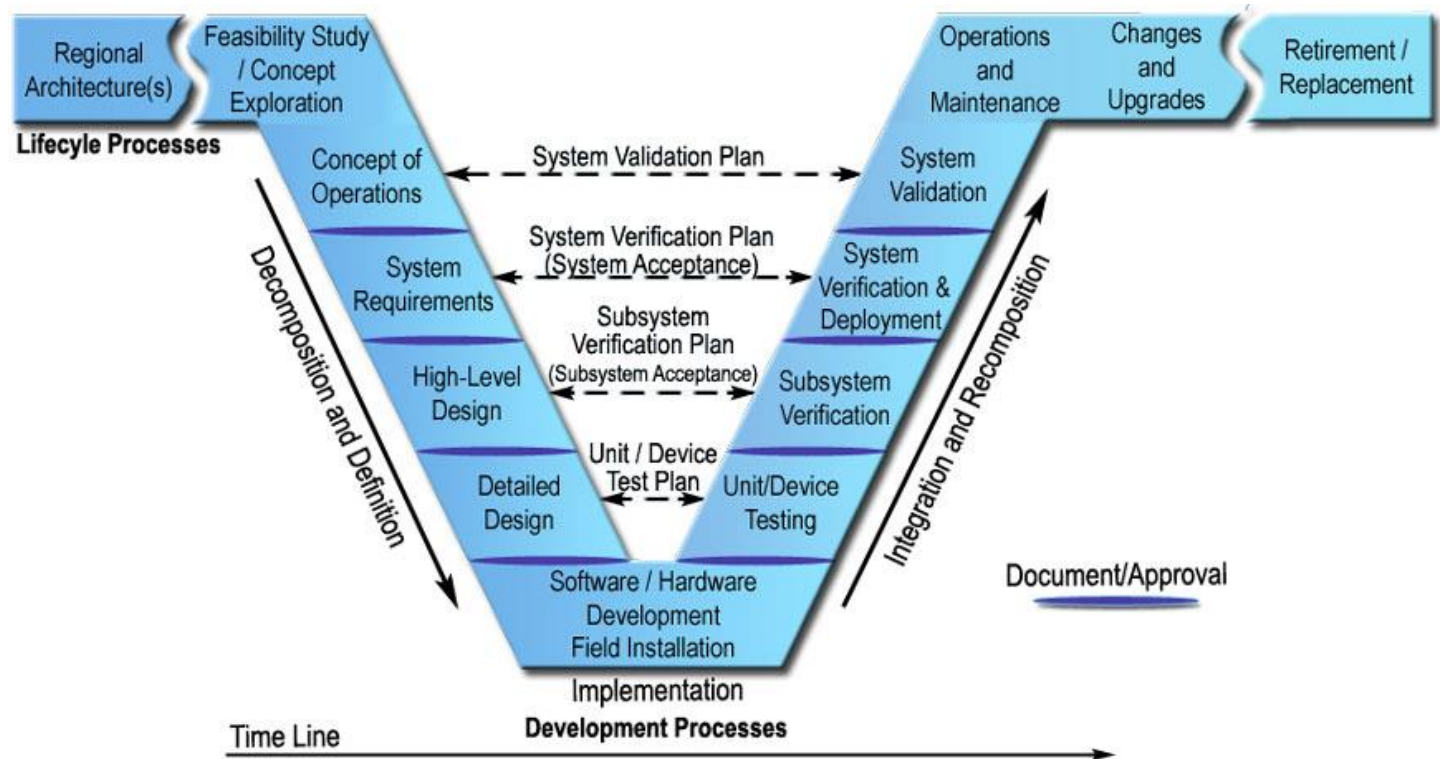 Regional
Architecture(s)
Feasibility Study
/ Concept
Exploration
Operations
and
Maintenance
Changes
and
Upgrades
Retirement /
Replacement
Lifecyle Processes
Concept of
Operations
System Validation Plan
System
Validation
System
Requirements
System Verification Plan
(System Acceptance)
System
Verification &
Deployment
High-Level
Design
Subsystem
Verification Plan
(Subsystem Acceptance)
Subsystem
Verification
Detailed
Design
Unit / Device
Test Plan
Unit/Device
Testing
Decomposition and Definition
Integration and Recomposition
Software / Hardware
Development
Field Installation
Document/Approval
Implementation
Development Processes
Time Line